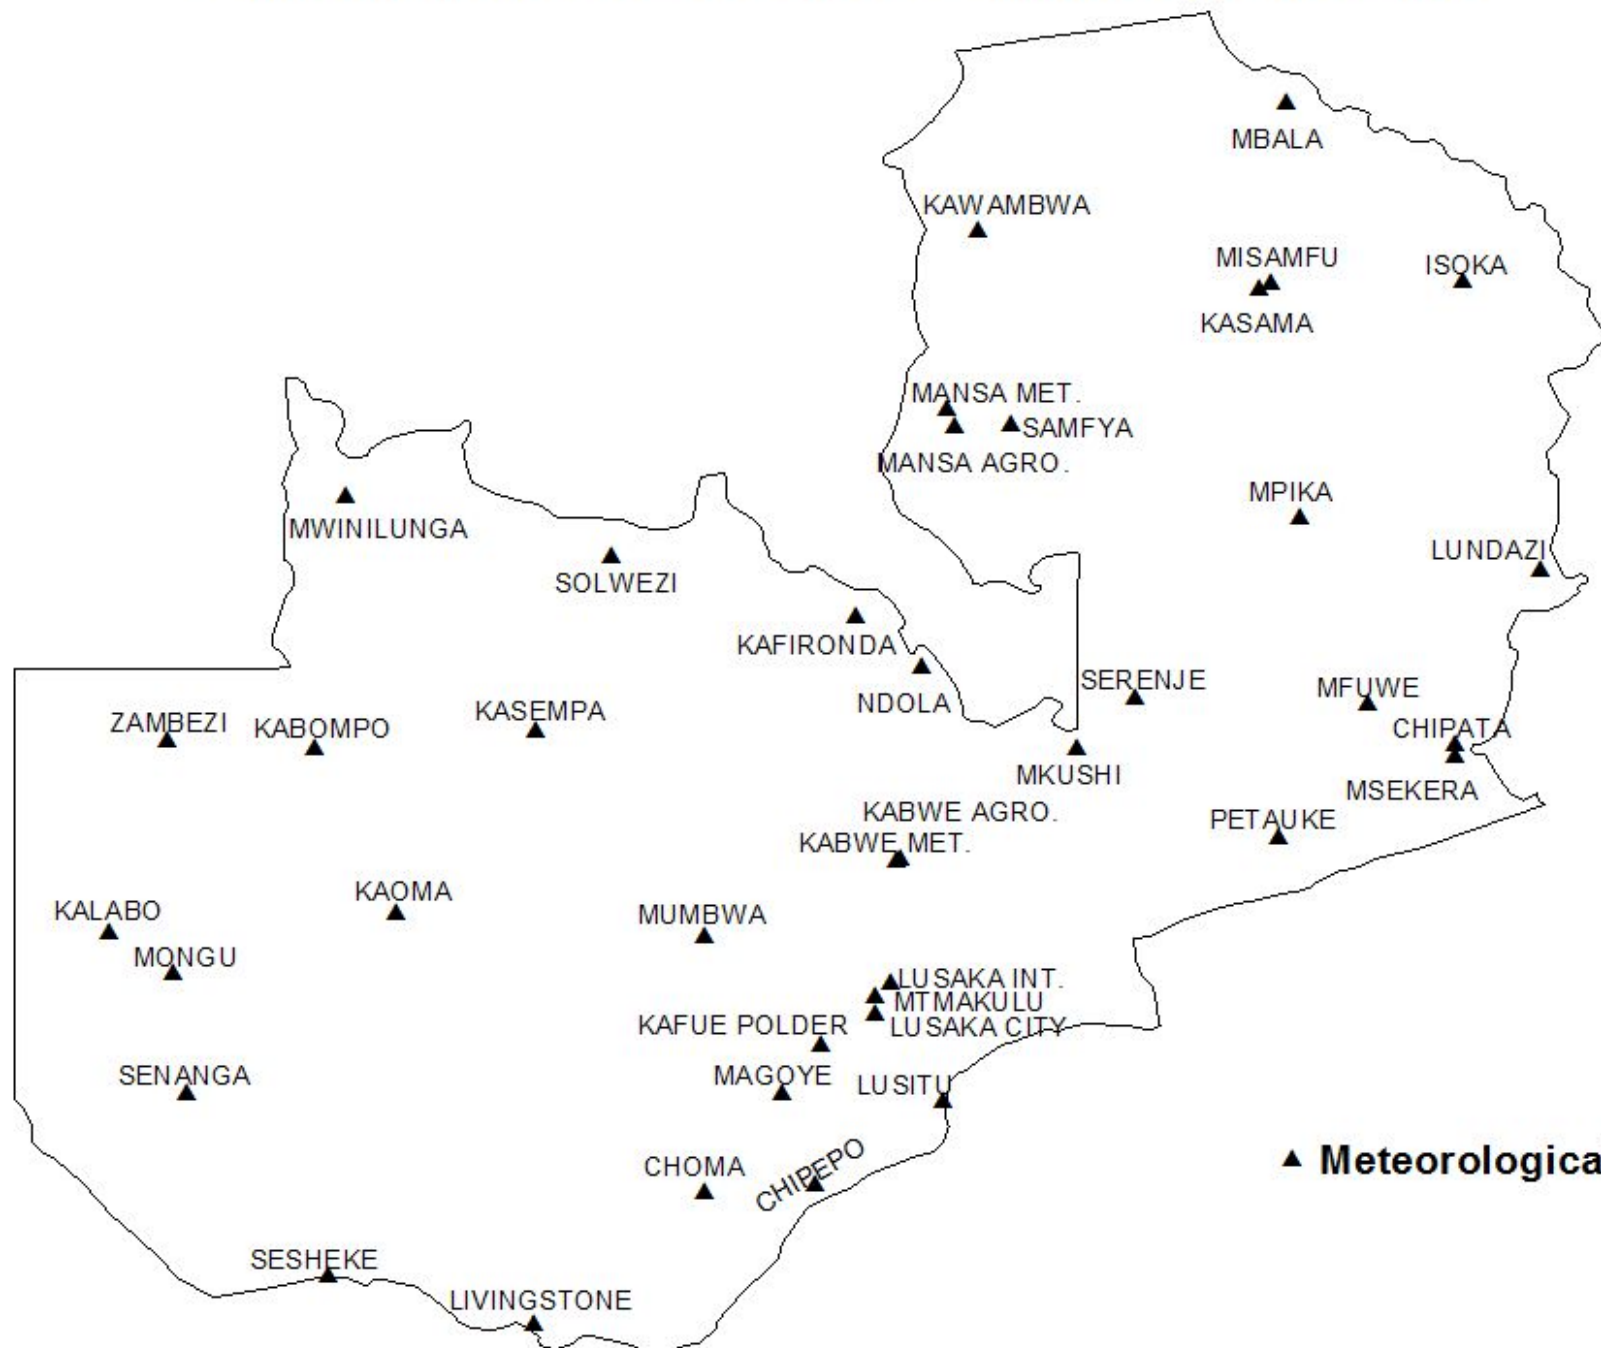 MBALA
KAWAMBWA
MISAMFU
ISOKA
KASAMA
MANSA MET.
SAMFYA
MANSA AGRO.
MPIKA
MWINILUNGA
LUNDAZI
SOLWEZI
KAFIRONDA
SERENJE
MFUWE
NDOLA
ZAMBEZI
KABOMPO
KASEMPA
CHIPATA
MKUSHI
MSEKERA
KABWE AGRO.
PETAUKE
KABWE MET.
KAOMA
KALABO
MUMBWA
MONGU
LUSAKA INT.
MTMAKULU
KAFUE POLDER
LUSAKA CITY
SENANGA
MAGOYE
LUSITU
CHOMA
CHIPEPO
Meteorologica
SESHEKE
LIVINGSTONE